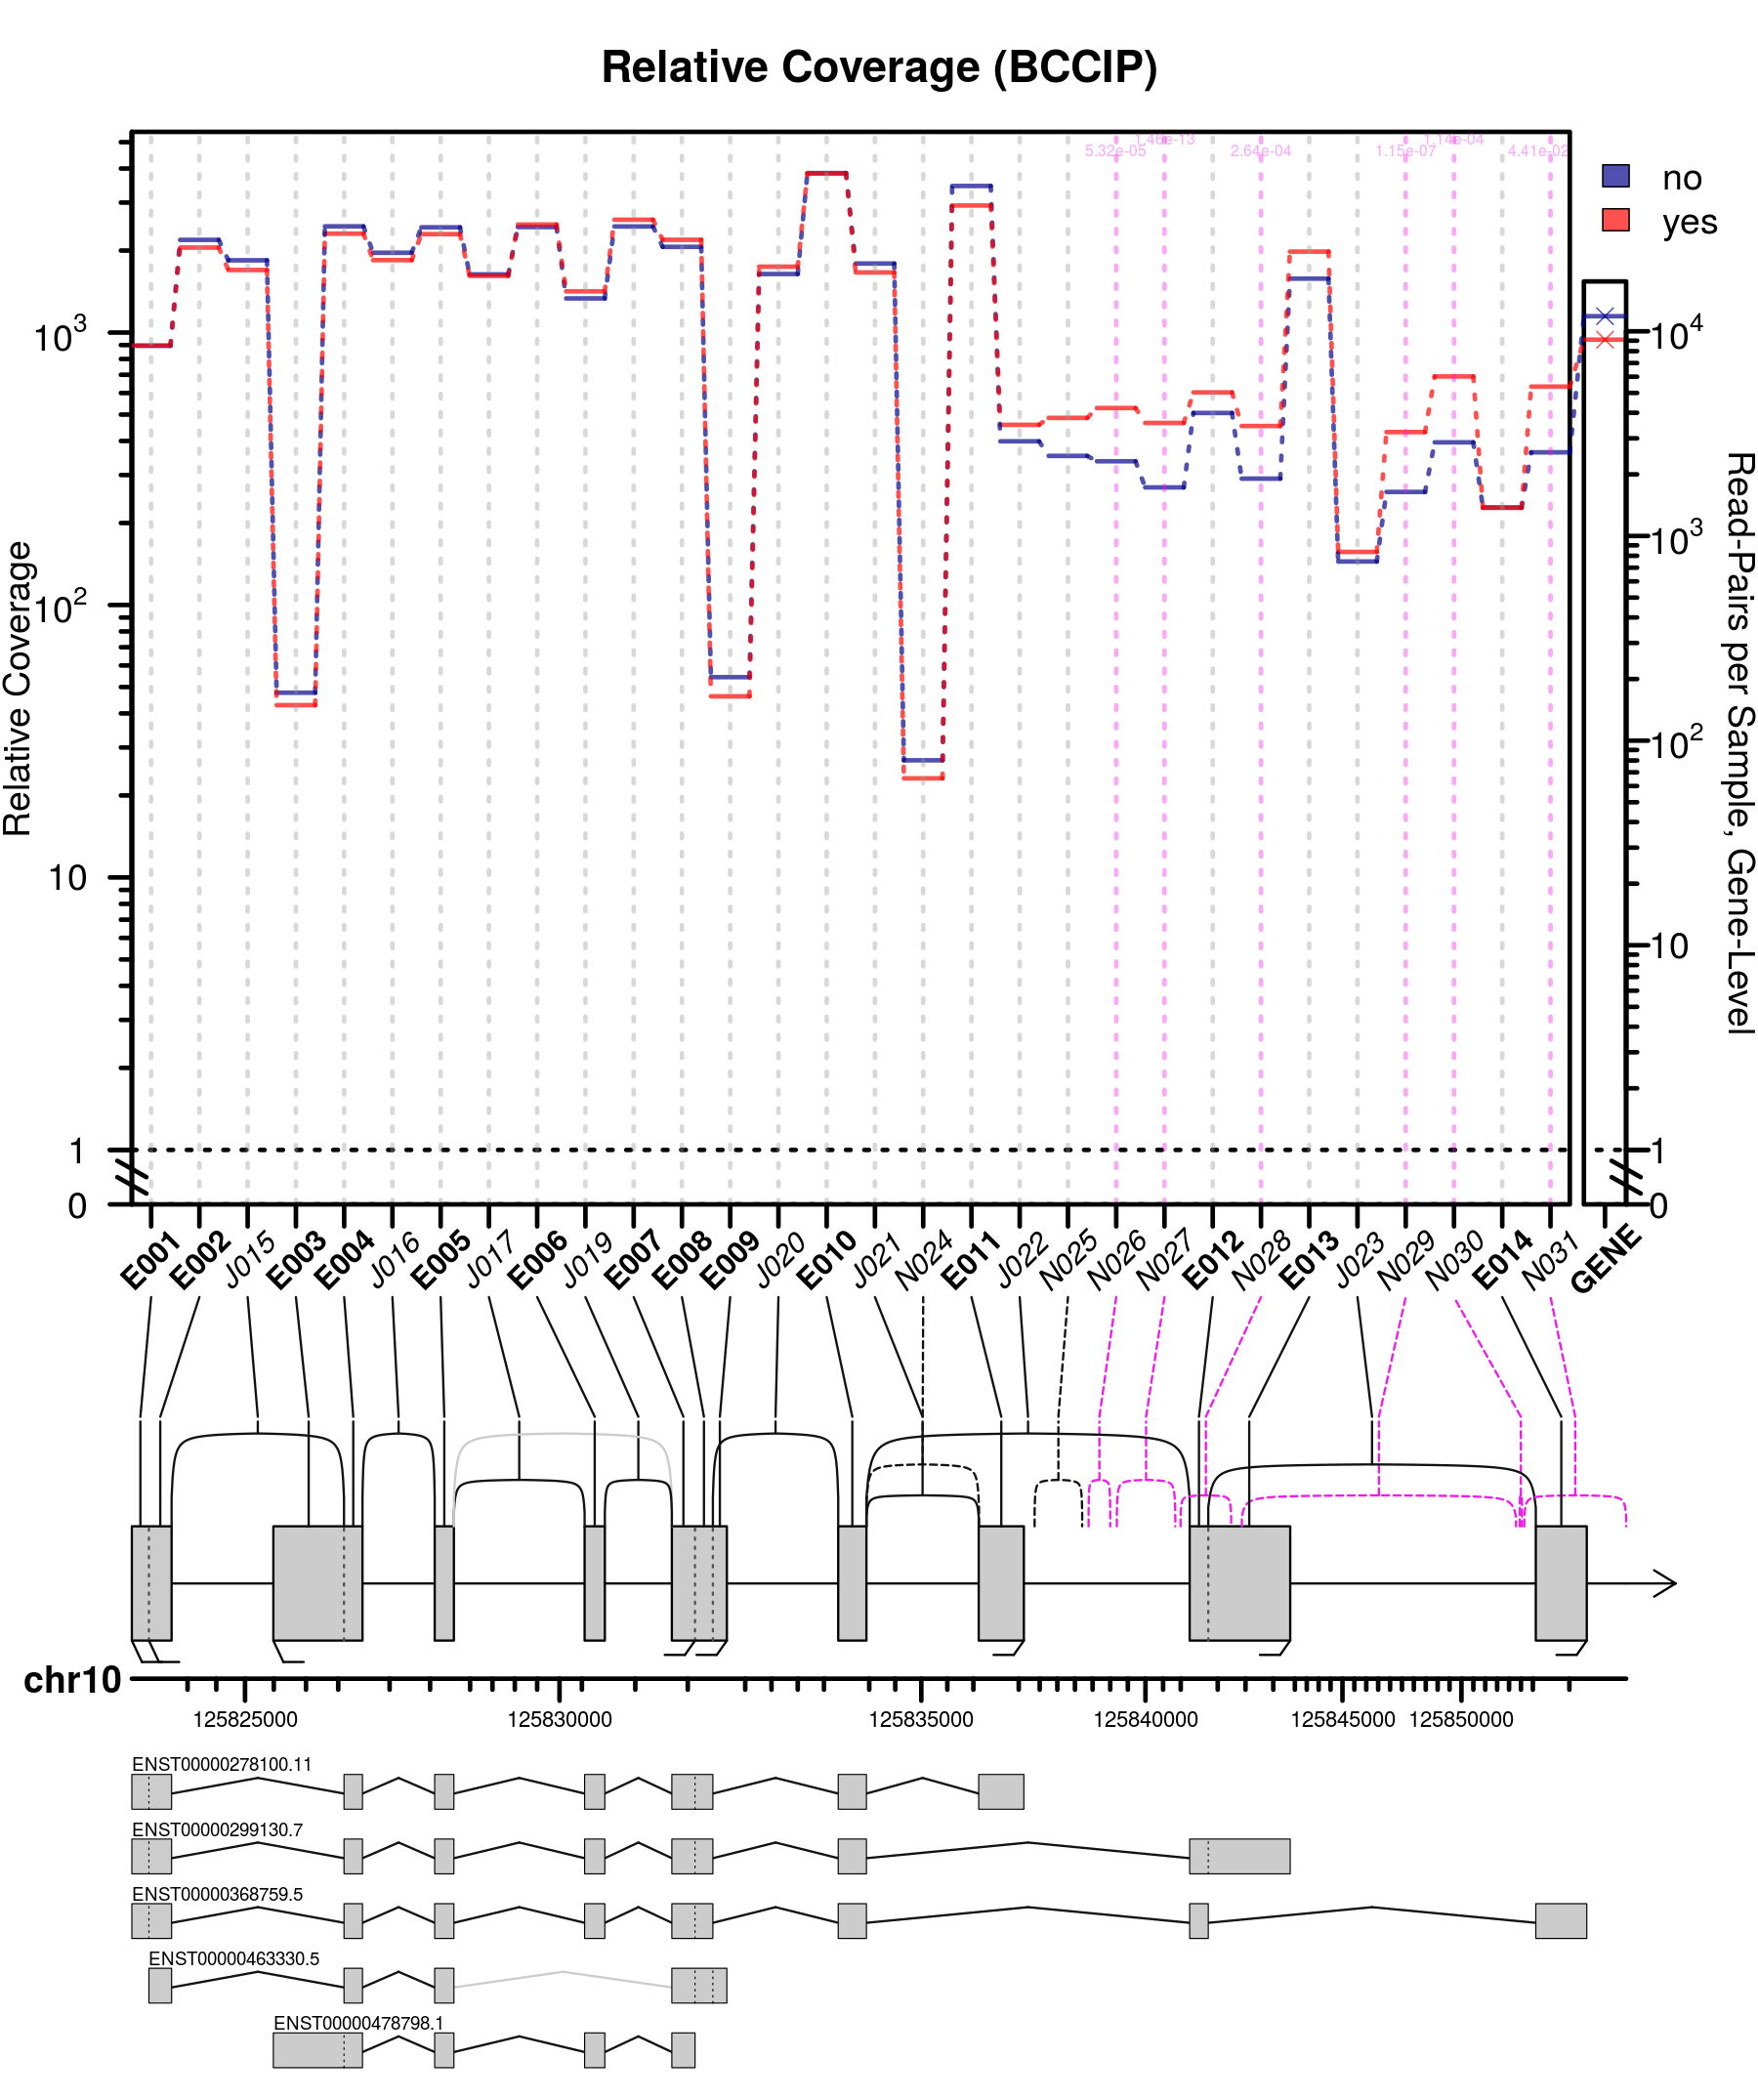 Relative Coverage (BCCIP)
1.46e-13
1.14e-04
5.32e-05
2.64e-04
1.15e-07
4.41e-02
no
yes
Relative Coverage
10³
10²
10
1
0
10⁴
10³
10²
10
1
0
Read-Pairs per Sample, Gene-Level
E001
E002
J015
E003
E004
J016
E005
J017
E006
J019
E007
E008
E009
J020
E010
J021
N024
E011
J022
N025
N026
N027
E012
N028
E013
J023
N029
N030
E014
N031
GENE
chr10
125825000
125830000
125835000
125840000
125845000
125850000
ENST00000278100.11
ENST00000299130.7
ENST00000368759.5
ENST00000463330.5
ENST00000478798.1